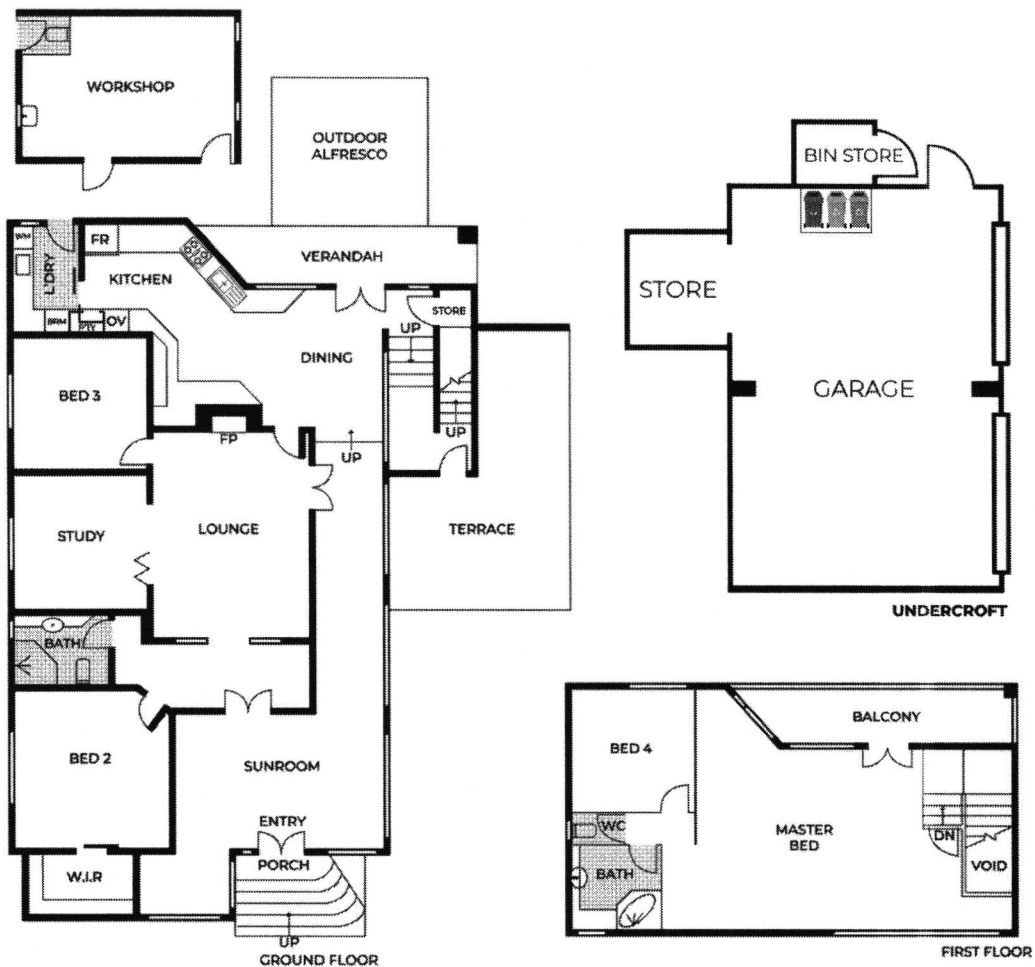 WORKSHOP
OUTDOOR
ALFRESCO
BIN STORE
WM
L'DRY
FR
KITCHEN
VERANDAH
STORE
BRM
PTY
OV
UP
STORE
DINING
GARAGE
BED 3
FP
UP
UP
STUDY
LOUNGE
TERRACE
UNDERCROFT
BATH
BED 2
SUNROOM
ENTRY
PORCH
W.I.R
UP
GROUND FLOOR
BALCONY
BED 4
WC
MASTER
BED
DN
BATH
VOID
FIRST FLOOR